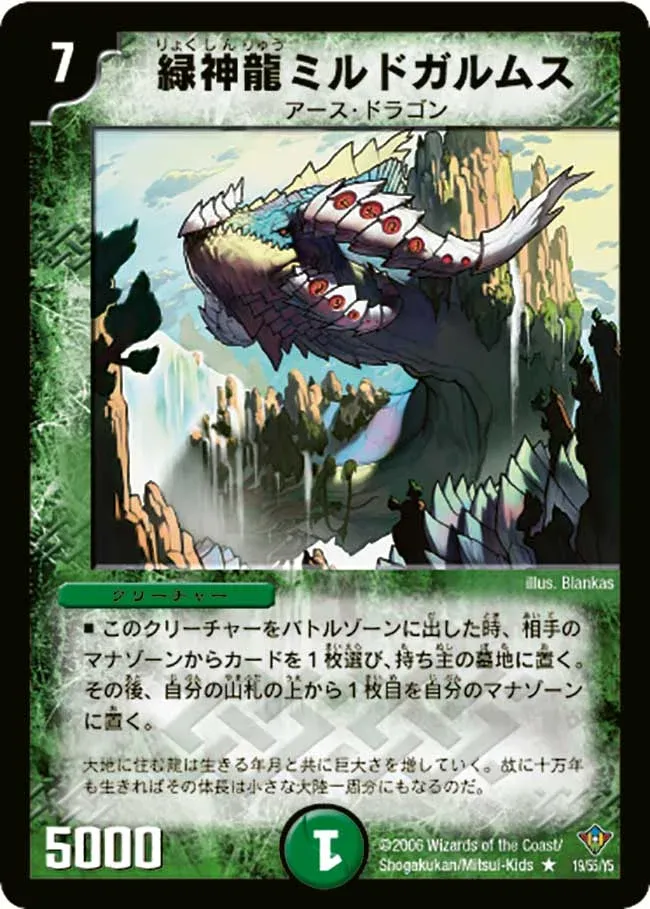 7
りょくしんりゅう
緑神龍ミルドガルムス
アース・ドラゴン
illus. Blankas
クリーチャー
■ このクリーチャーをバトルゾーンに出した時、相手の
マナゾーンからカードを1枚選び、持ち主の墓地に置く。
その後、自分の山札の上から1枚目を自分のマナゾーン
に置く。
大地に住む龍は生きる年月と共に巨大さを増していく。故に十万年
も生きればその体長は小さな大陸一周分にもなるのだ。
5000
1
©2006 Wizards of the Coast/
Shogakukan/Mitsui-Kids ★ 19/55/Y5